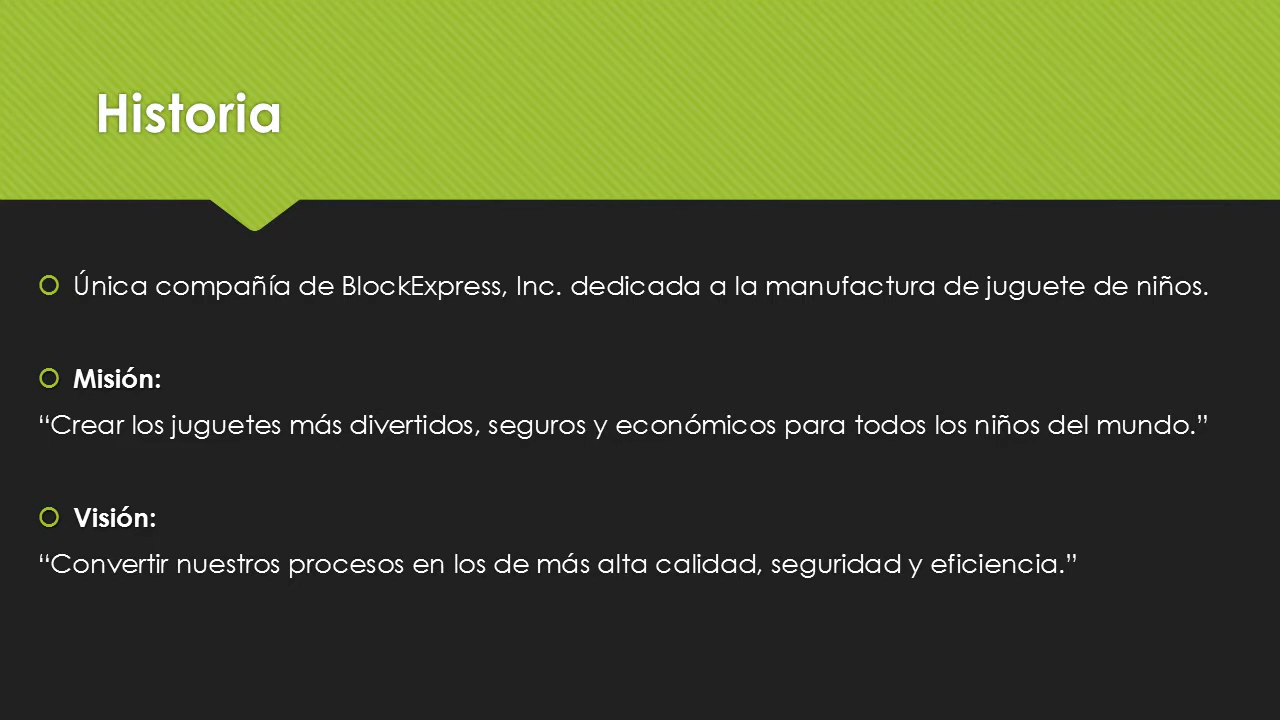 Historia
Única compañía de BlockExpress, Inc. dedicada a la manufactura de juguete de niños.
Misión:
“Crear los juguetes más divertidos, seguros y económicos para todos los niños del mundo.”
Visión:
“Convertir nuestros procesos en los de más alta calidad, seguridad y eficiencia.”